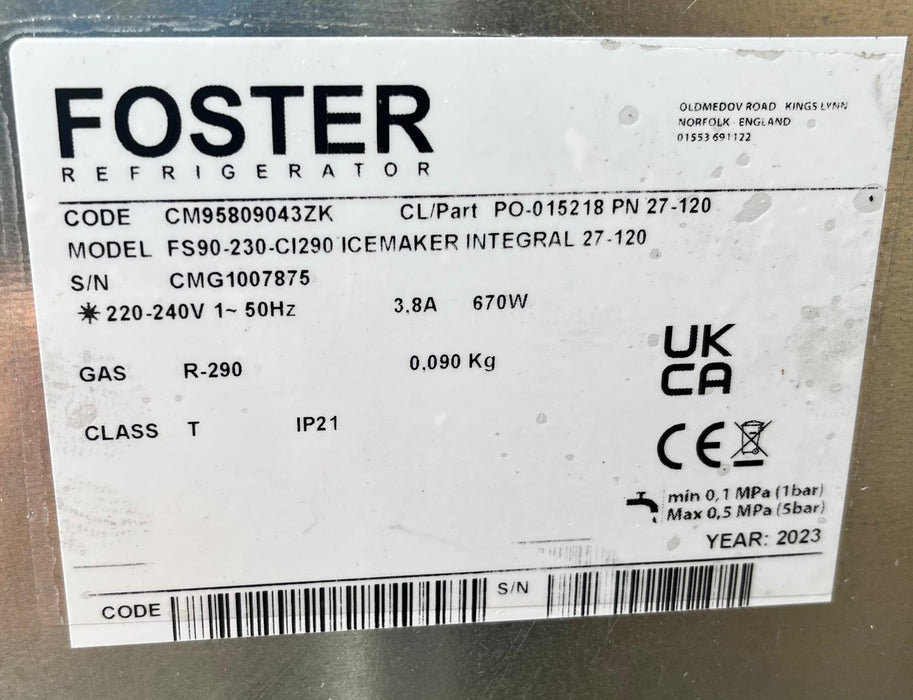 FOSTER
REFRIGERATOR
OLDMEDOV ROAD KINGS LYNN
NORFOLK - ENGLAND
01553 691122
CODE CM95809043ZK CL/Part PO-015218 PN 27-120
MODEL FS90-230-CI290 ICEMAKER INTEGRAL 27-120
S/N CMG1007875
220-240V 1~ 50Hz 3.8A 670W
GAS R-290 0,090 Kg
UK
CA
CLASS T IP21
CE
min 0,1 MPa (1bar)
Max 0,5 MPa (5bar)
YEAR: 2023
CODE S/N